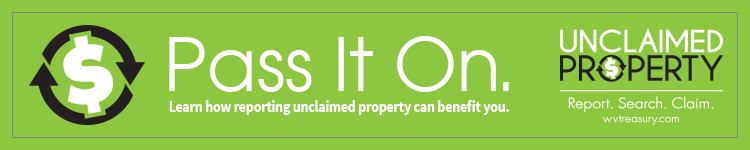 Pass It On.
Learn how reporting unclaimed property can benefit you.
UNCLAIMED
PROPERTY
Report. Search. Claim.
wvtreasury.com